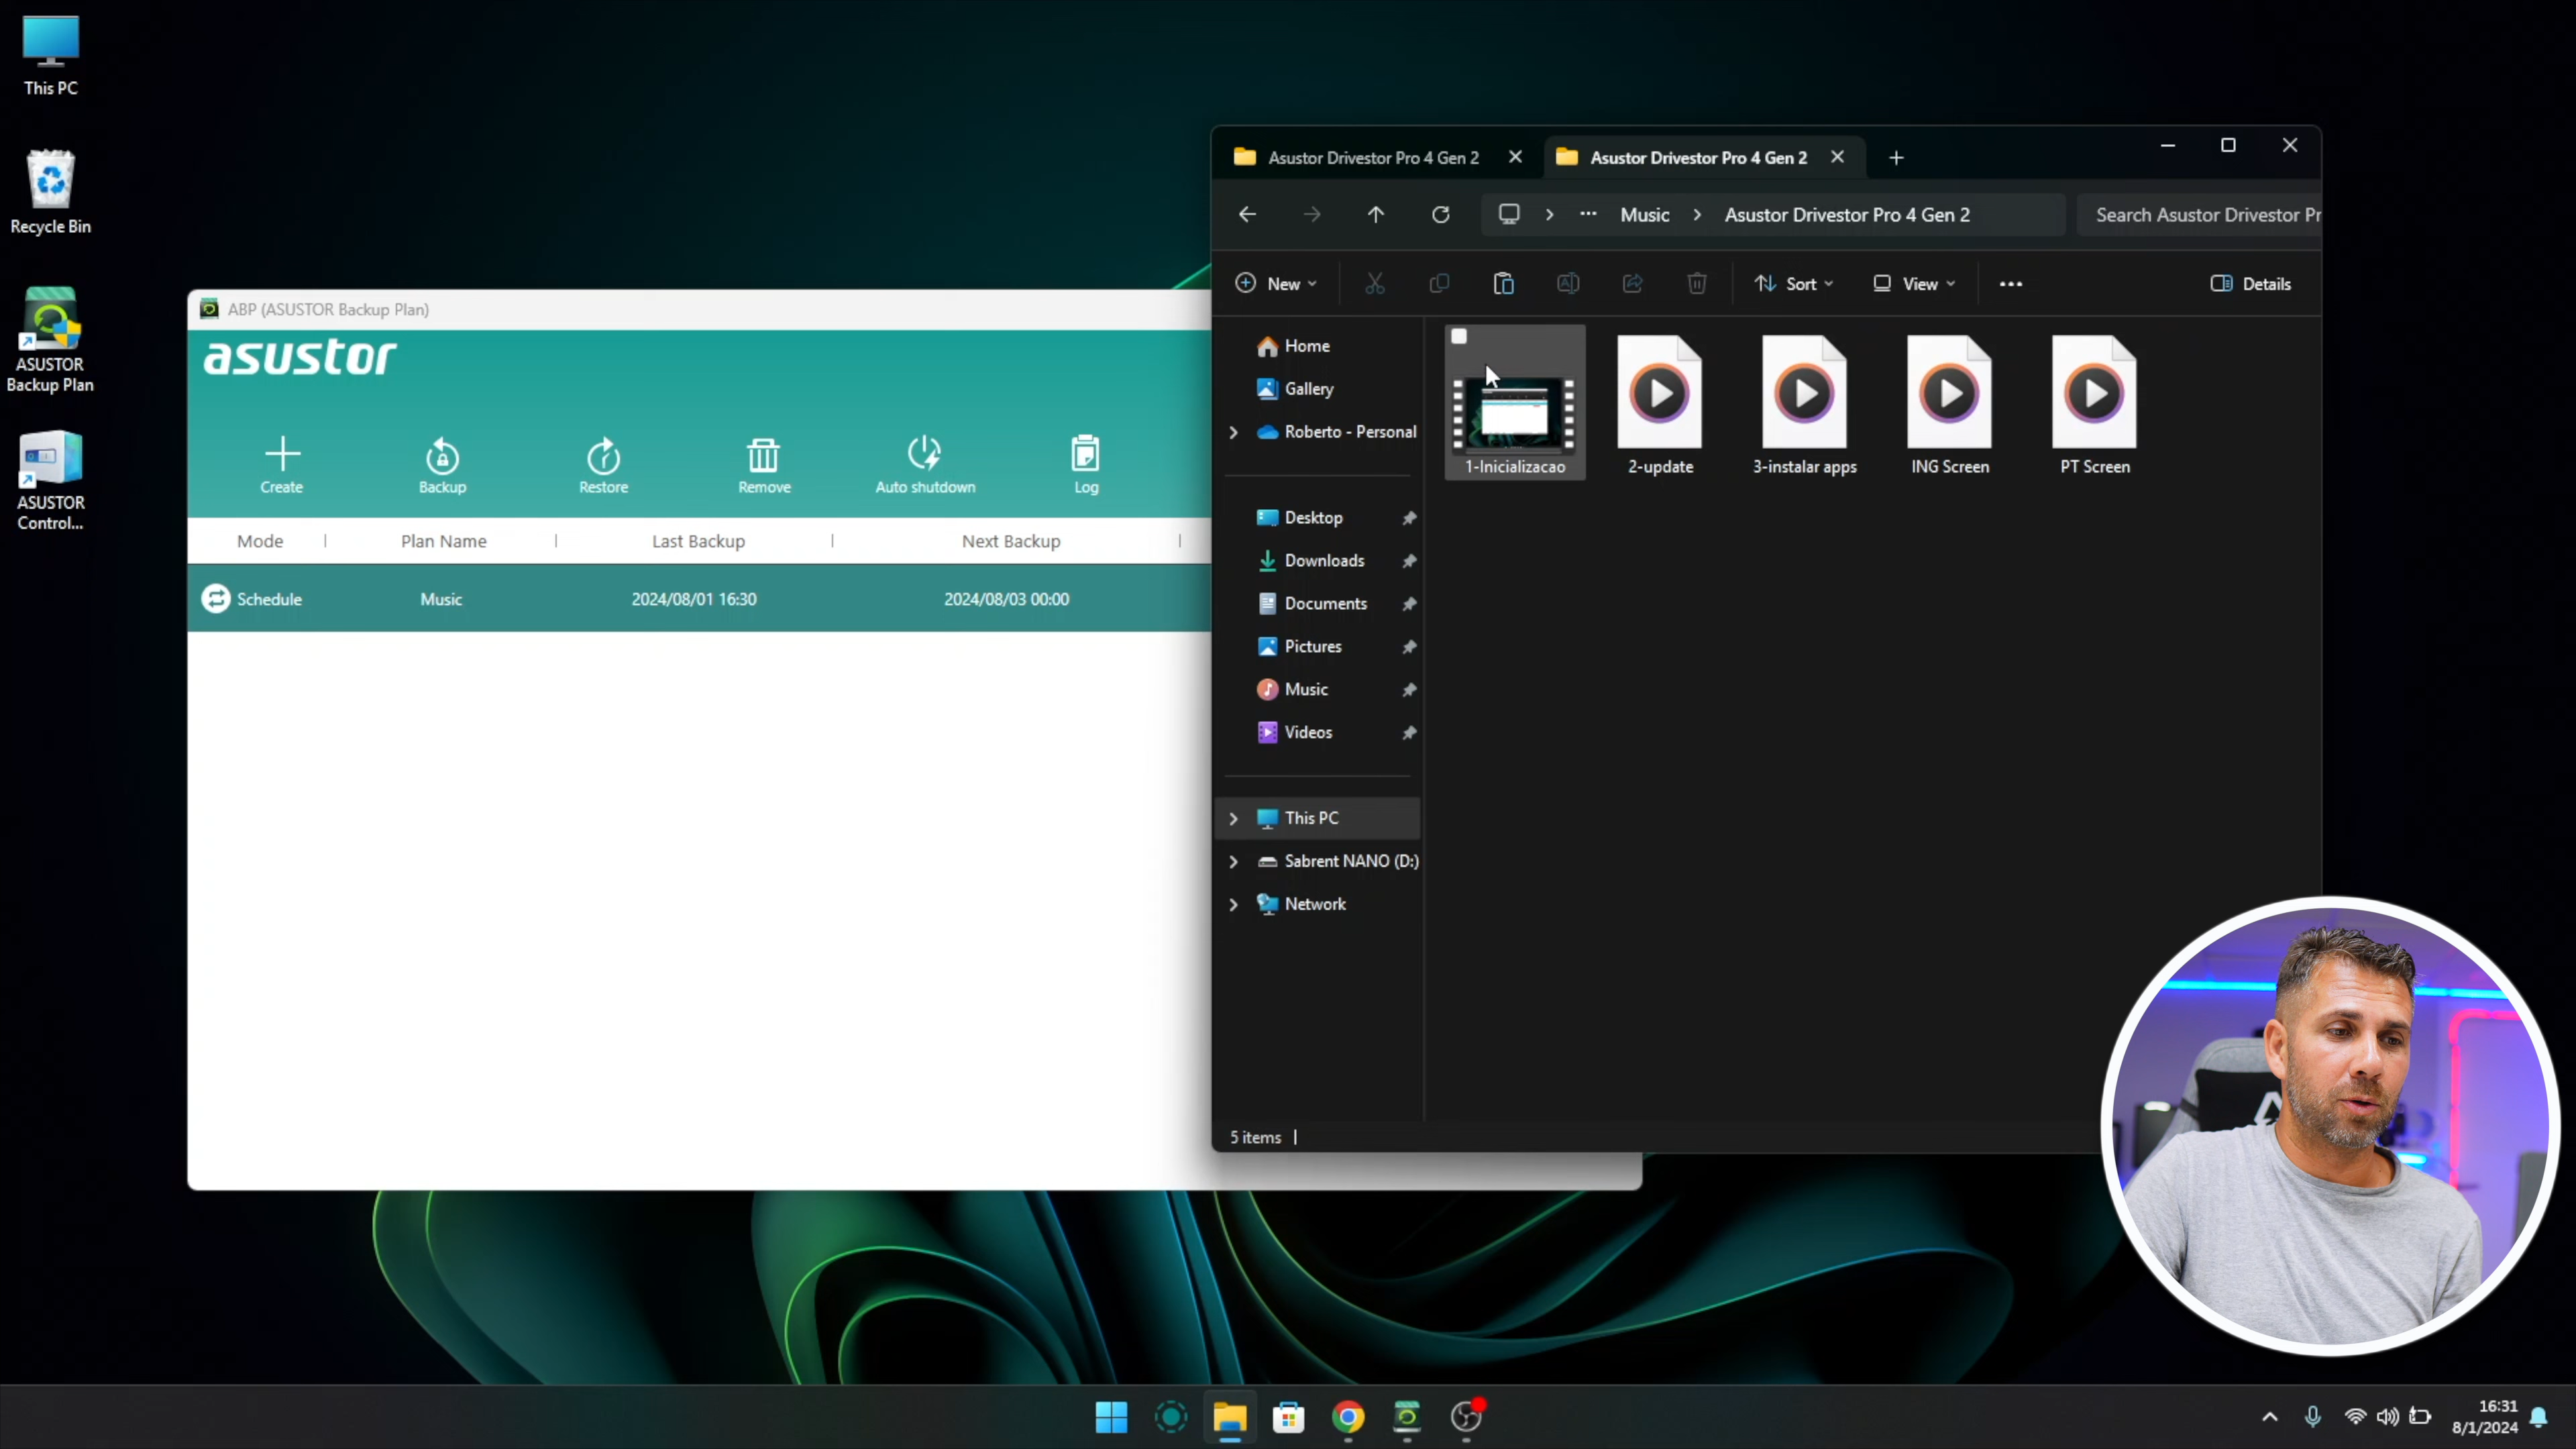 This PC
Recycle Bin
ASUSTOR
Backup Plan
ASUSTOR
Control...
ABP (ASUSTOR Backup Plan)
asustor
Create
Backup
Restore
Remove
Auto shutdown
Log
Mode
Plan Name
Last Backup
Next Backup
Schedule
Music
2024/08/01 16:30
2024/08/03 00:00
Asustor Drivestor Pro 4 Gen 2
Asustor Drivestor Pro 4 Gen 2
Music
Asustor Drivestor Pro 4 Gen 2
Search Asustor Drivestor Pr
New
Sort
View
Details
Home
Gallery
Roberto - Personal
Desktop
Downloads
Documents
Pictures
Music
Videos
This PC
Sabrent NANO (D:)
Network
1-Inicializacao
2-update
3-instalar apps
ING Screen
PT Screen
5 items
16:31
8/1/2024